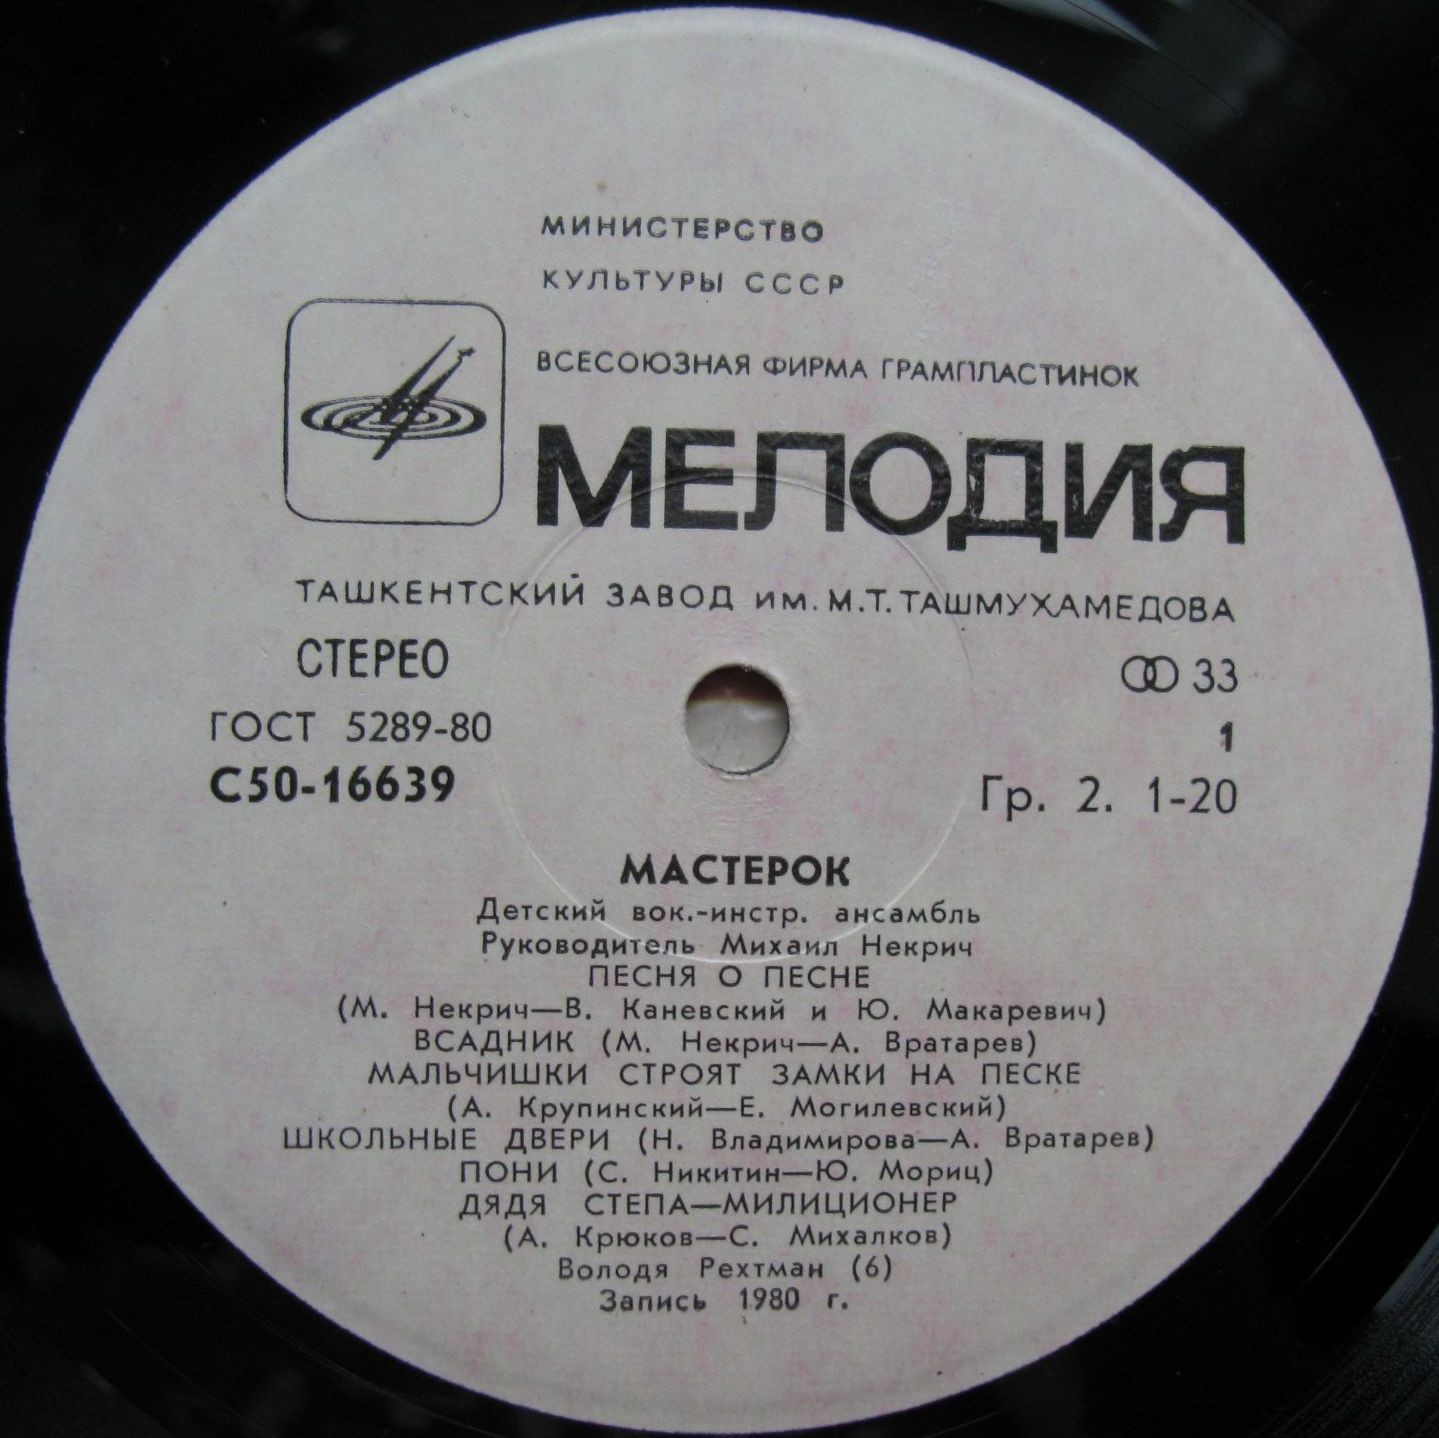 МИНИСТЕРСТВО
КУЛЬТУРЫ СССР
ВСЕСОЮЗНАЯ ФИРМА ГРАМПЛАСТИНОК
МЕЛОДИЯ
ТАШКЕНТСКИЙ ЗАВОД им. М.Т. ТАШМУХАМЕДОВА
СТЕРЕО
33
ГОСТ 5289-80
1
С50-16639
Гр. 2. 1-20
МАСТЕРОК
Детский вок.-инстр. ансамбль
Руководитель Михаил Некрич
ПЕСНЯ О ПЕСНЕ
(М. Некрич—В. Каневский и Ю. Макаревич)
ВСАДНИК (М. Некрич—А. Вратарев)
МАЛЬЧИШКИ СТРОЯТ ЗАМКИ НА ПЕСКЕ
(А. Крупинский—Е. Могилевский)
ШКОЛЬНЫЕ ДВЕРИ (Н. Владимирова—А. Вратарев)
ПОНИ (С. Никитин—Ю. Мориц)
ДЯДЯ СТЕПА—МИЛИЦИОНЕР
(А. Крюков—С. Михалков)
Володя Рехтман (6)
Запись 1980 г.